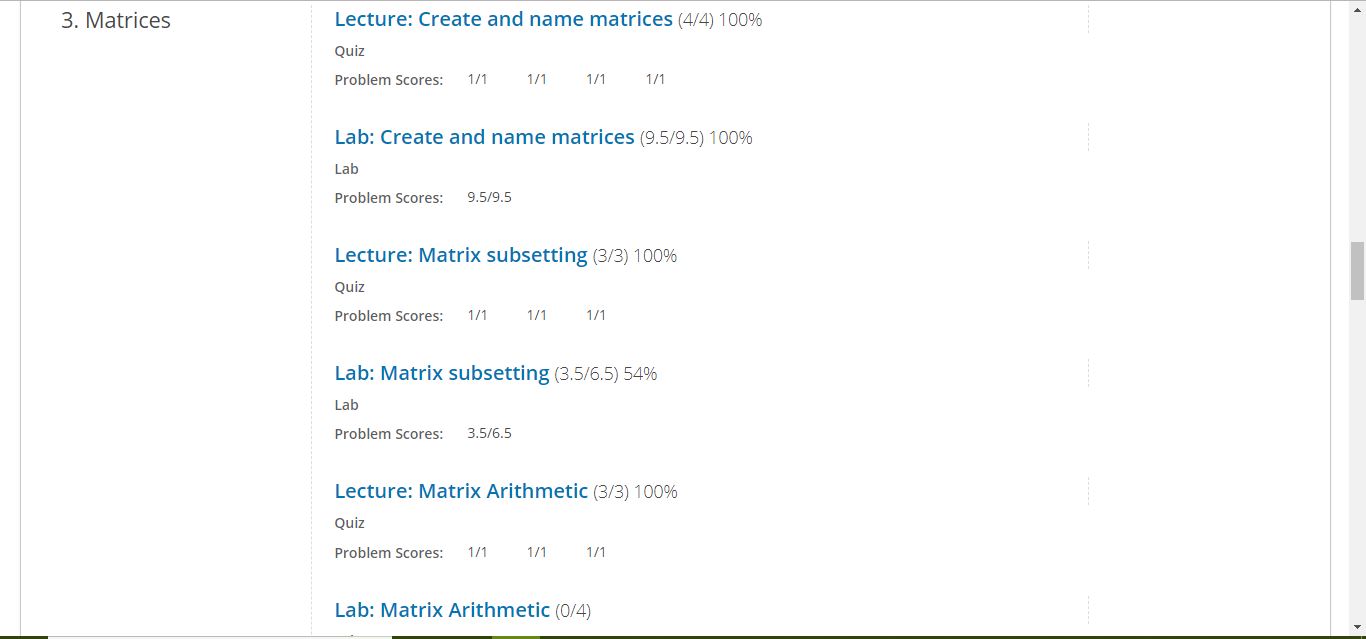 3. Matrices
Lecture: Create and name matrices (4/4) 100%
Quiz
Problem Scores: 1/1 1/1 1/1 1/1
Lab: Create and name matrices (9.5/9.5) 100%
Lab
Problem Scores: 9.5/9.5
Lecture: Matrix subsetting (3/3) 100%
Quiz
Problem Scores: 1/1 1/1 1/1
Lab: Matrix subsetting (3.5/6.5) 54%
Lab
Problem Scores: 3.5/6.5
Lecture: Matrix Arithmetic (3/3) 100%
Quiz
Problem Scores: 1/1 1/1 1/1
Lab: Matrix Arithmetic (0/4)